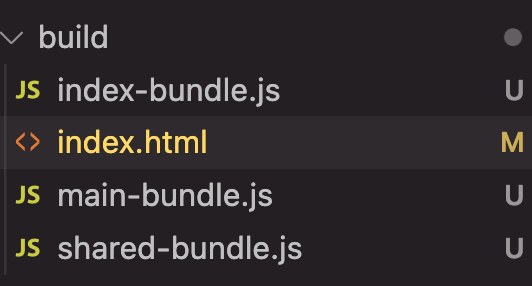 build
JS index-bundle.js U
<> index.html M
JS main-bundle.js U
JS shared-bundle.js U